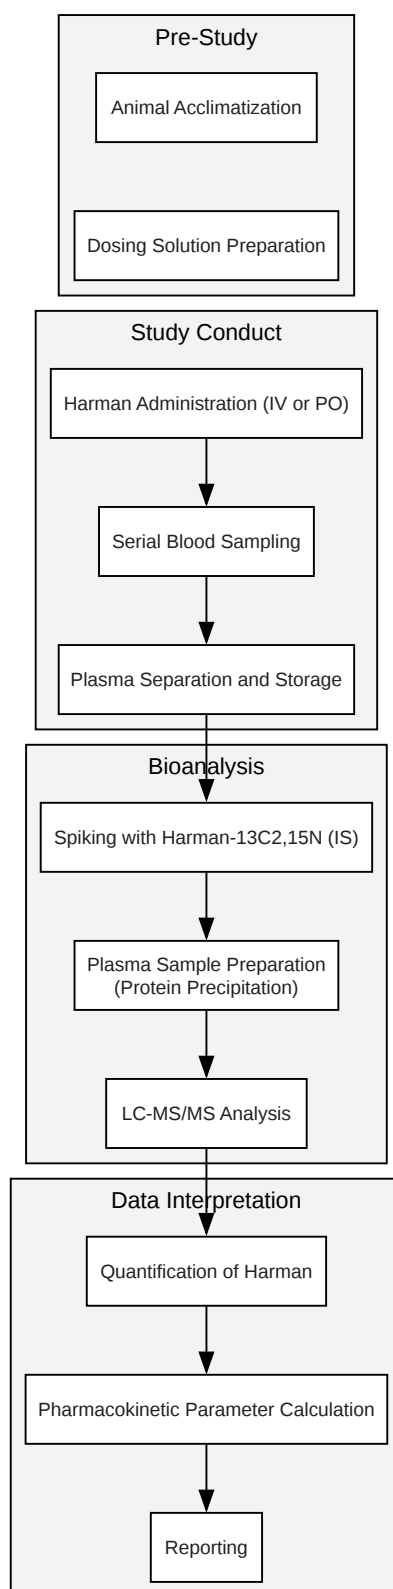 Pre-Study
Animal Acclimatization
Dosing Solution Preparation
Study Conduct
Harman Administration (IV or PO)
Serial Blood Sampling
Plasma Separation and Storage
Bioanalysis
Spiking with Harman-13C2,15N (IS)
Plasma Sample Preparation
(Protein Precipitation)
LC-MS/MS Analysis
Data Interpretation
Quantification of Harman
Pharmacokinetic Parameter Calculation
Reporting